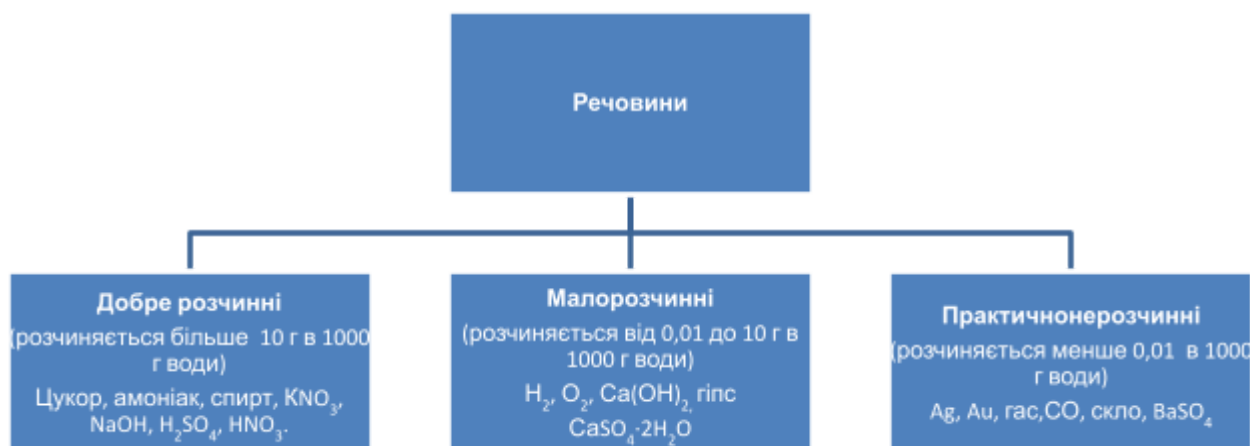 Речовини
Добре розчинні
(розчиняється більше 10 г в 1000
г води)
Цукор, амоніак, спирт, KNO₃,
NaOH, H₂SO₄, HNO₃.
Малорозчинні
(розчиняється від 0,01 до 10 г в
1000 г води)
H₂, O₂, Ca(OH)₂, гіпс
CaSO₄·2H₂O
Практичнонерозчинні
(розчиняється менше 0,01 в 1000
г води)
Ag, Au, гас,CO, скло, BaSO₄